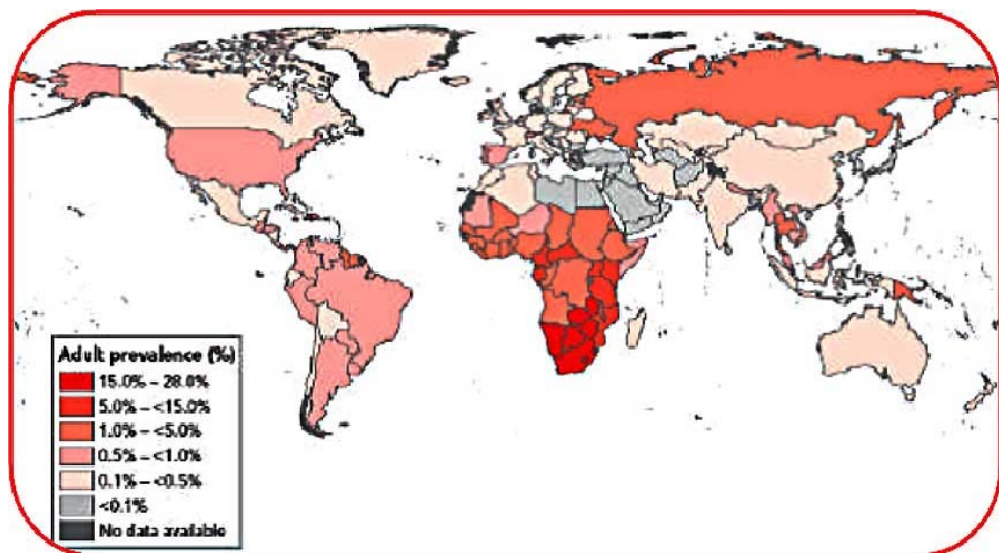 Adult prevalence (%)
15.0% – 28.0%
5.0% – <15.0%
1.0% – <5.0%
0.5% – <1.0%
0.1% – <0.5%
<0.1%
No data available